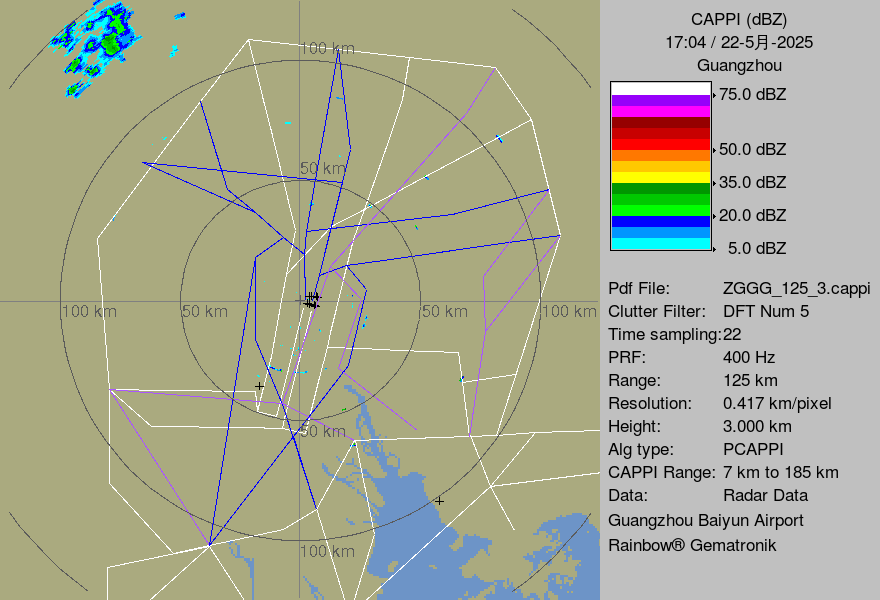 100 km
50 km
100 km
50 km
50 km
100 km
50 km
100 km
CAPPI (dBZ)
17:04 / 22-5月-2025
Guangzhou
75.0 dBZ
50.0 dBZ
35.0 dBZ
20.0 dBZ
5.0 dBZ
Pdf File: ZGGG_125_3.cappi
Clutter Filter: DFT Num 5
Time sampling:22
PRF: 400 Hz
Range: 125 km
Resolution: 0.417 km/pixel
Height: 3.000 km
Alg type: PCAPPI
CAPPI Range: 7 km to 185 km
Data: Radar Data
Guangzhou Baiyun Airport
Rainbow® Gematronik